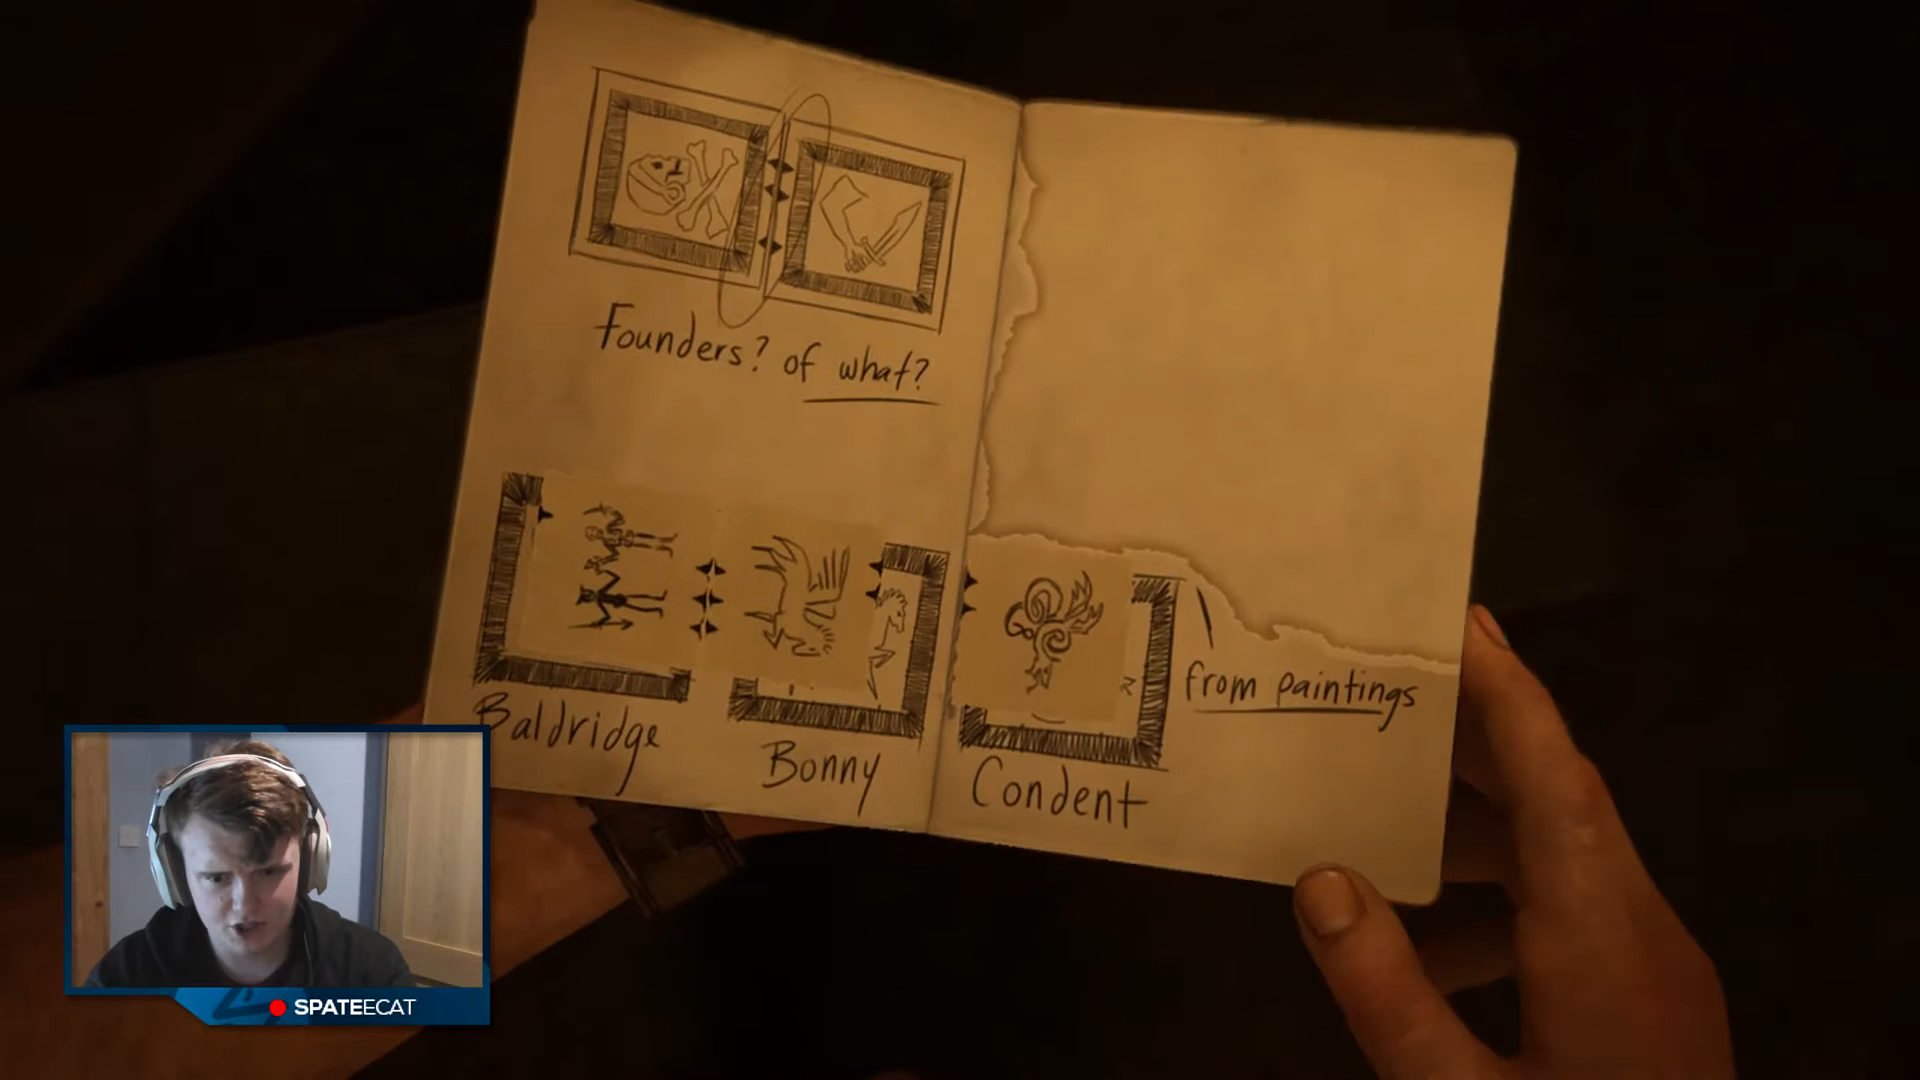 Founders? of what?
Baldridge
Bonny
Condent
from paintings
SPATEECAT